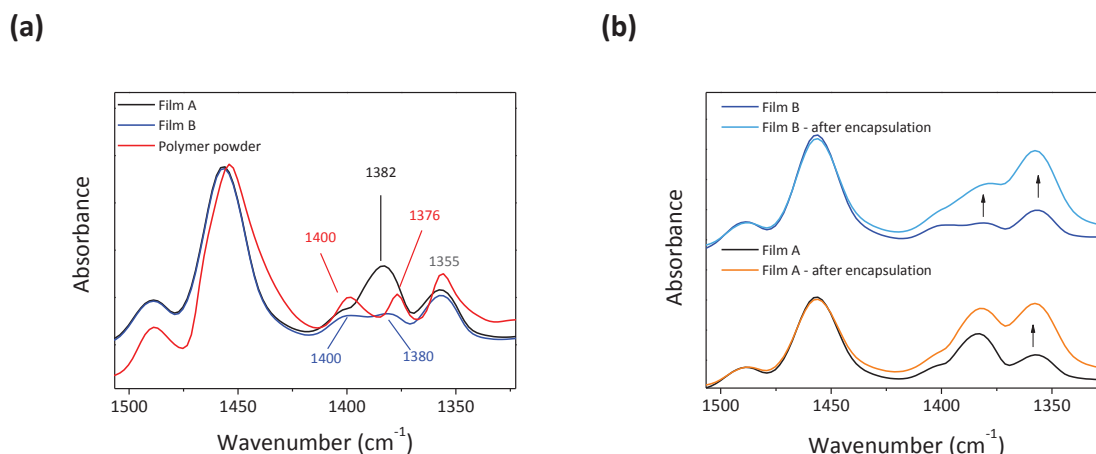 (a)
Film A
Film B
Polymer powder
1382
1400
1376
1355
1400
1380
Absorbance
1500
1450
1400
1350
Wavenumber (cm⁻¹)
(b)
Film B
Film B - after encapsulation
Film A
Film A - after encapsulation
Absorbance
1500
1450
1400
1350
Wavenumber (cm⁻¹)